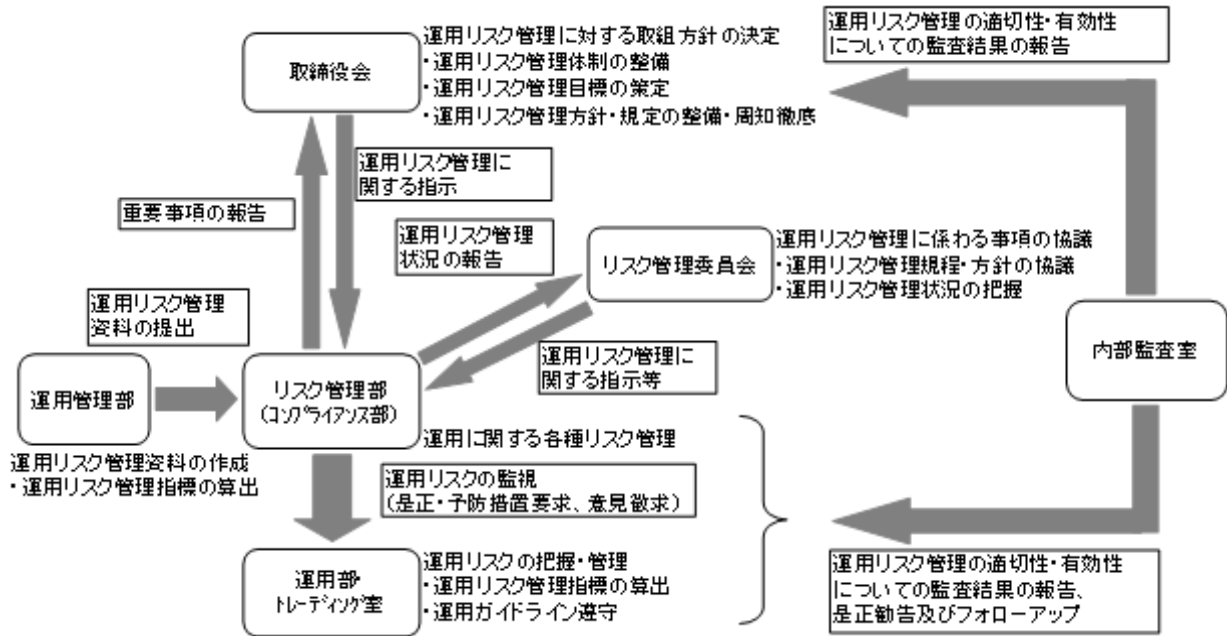 運用リスク管理に対する取組方針の決定
・運用リスク管理体制の整備
・運用リスク管理目標の策定
・運用リスク管理方針・規定の整備・周知徹底
取締役会
運用リスク管理の適切性・有効性
についての監査結果の報告
運用リスク管理に
関する指示
重要事項の報告
運用リスク管理
状況の報告
リスク管理委員会
運用リスク管理に係わる事項の協議
・運用リスク管理規程・方針の協議
・運用リスク管理状況の把握
運用リスク管理
資料の提出
内部監査室
運用管理部
リスク管理部
(コンプライアンス部)
運用リスク管理に
関する指示等
運用に関する各種リスク管理
運用リスク管理資料の作成
・運用リスク管理指標の算出
運用リスクの監視
(是正・予防措置要求、意見徴求)
運用部・
トレーディング室
運用リスクの把握・管理
・運用リスク管理指標の算出
・運用ガイドライン遵守
運用リスク管理の適切性・有効性
についての監査結果の報告、
是正勧告及びフォローアップ